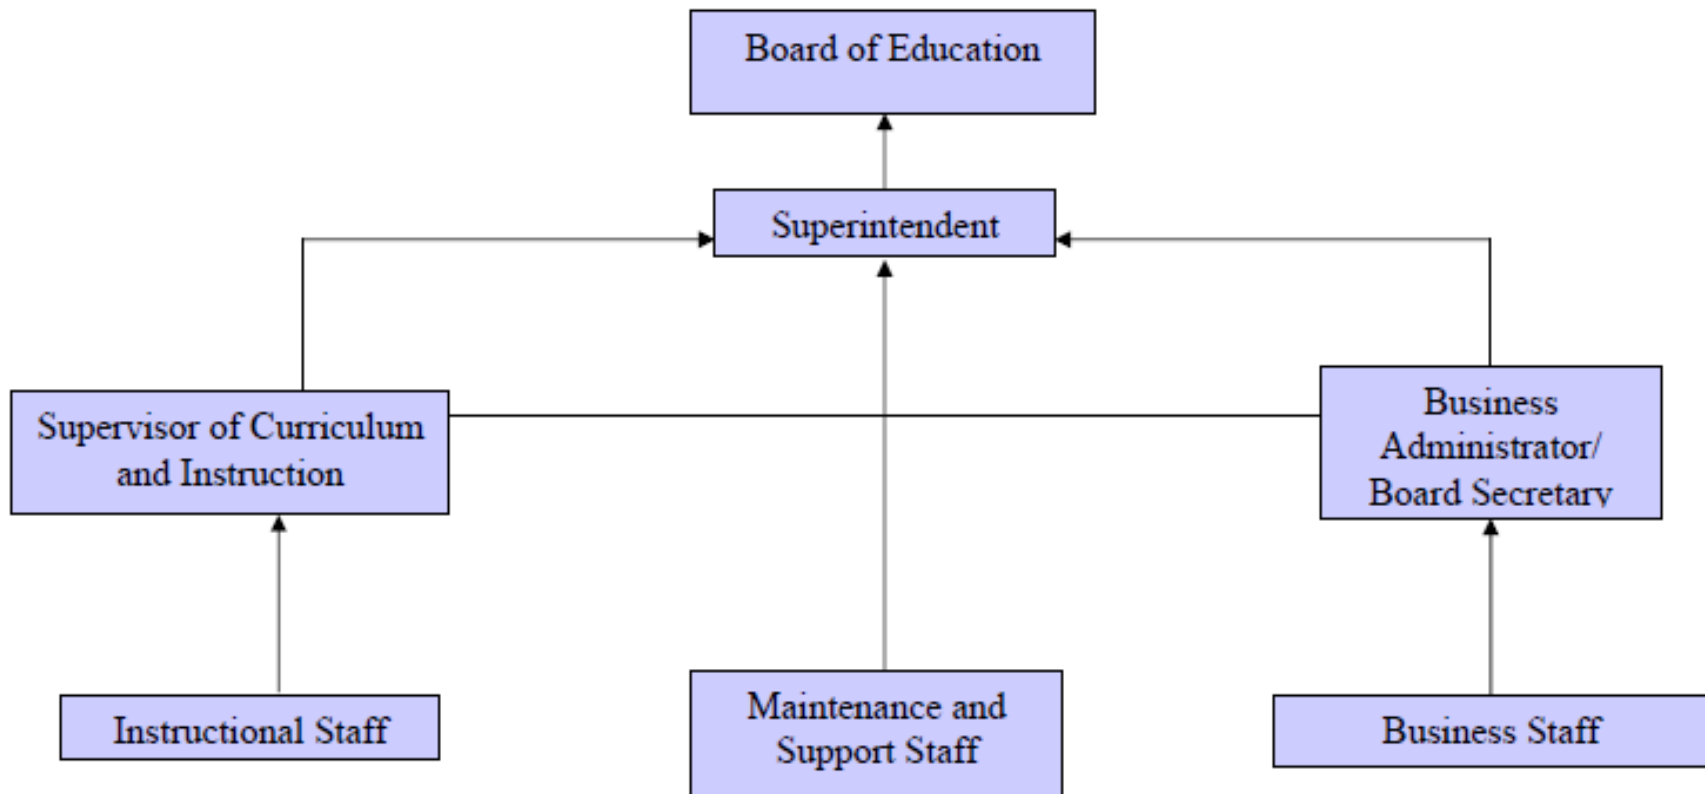 Board of Education
Superintendent
Supervisor of Curriculum
and Instruction
Business
Administrator/
Board Secretary
Instructional Staff
Maintenance and
Support Staff
Business Staff